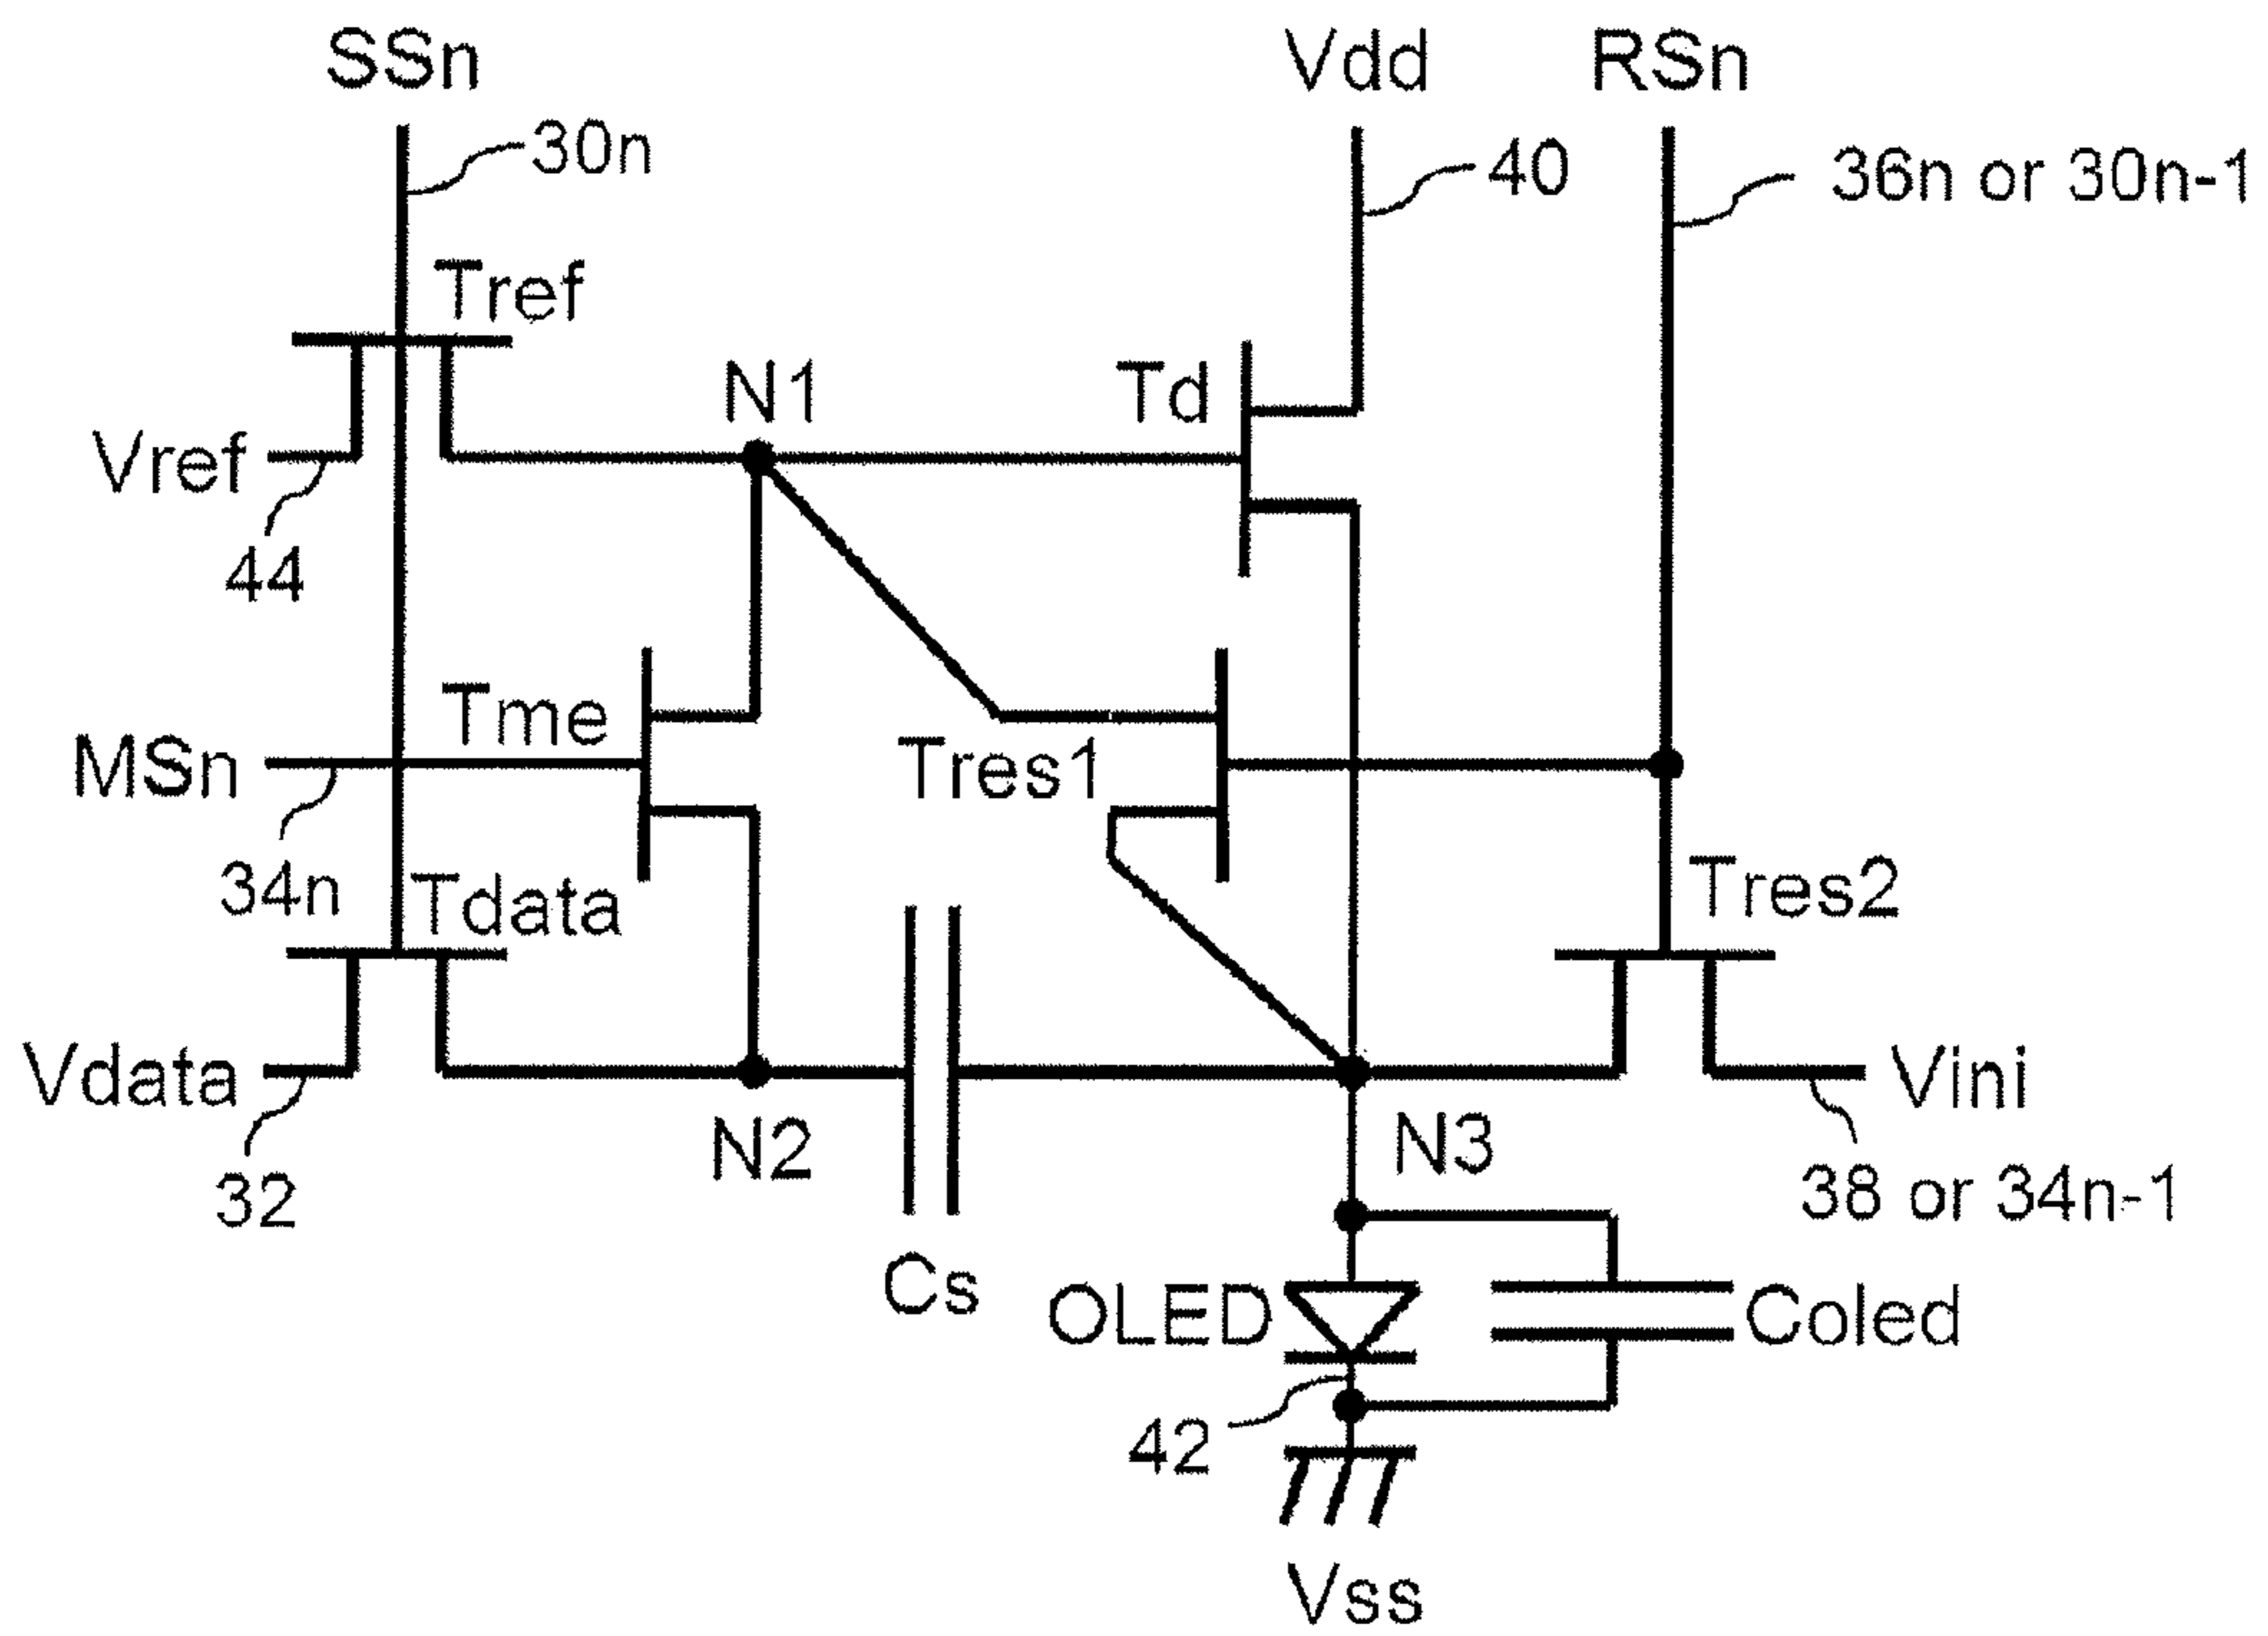 SSn
Vdd
RSn
30n
40
36n or 30n-1
Tref
N1
Td
Vref
44
Tme
MSn
Tres1
34n
Tdata
Tres2
Vdata
Vini
N2
N3
32
38 or 34n-1
Cs
OLED
Coled
42
Vss